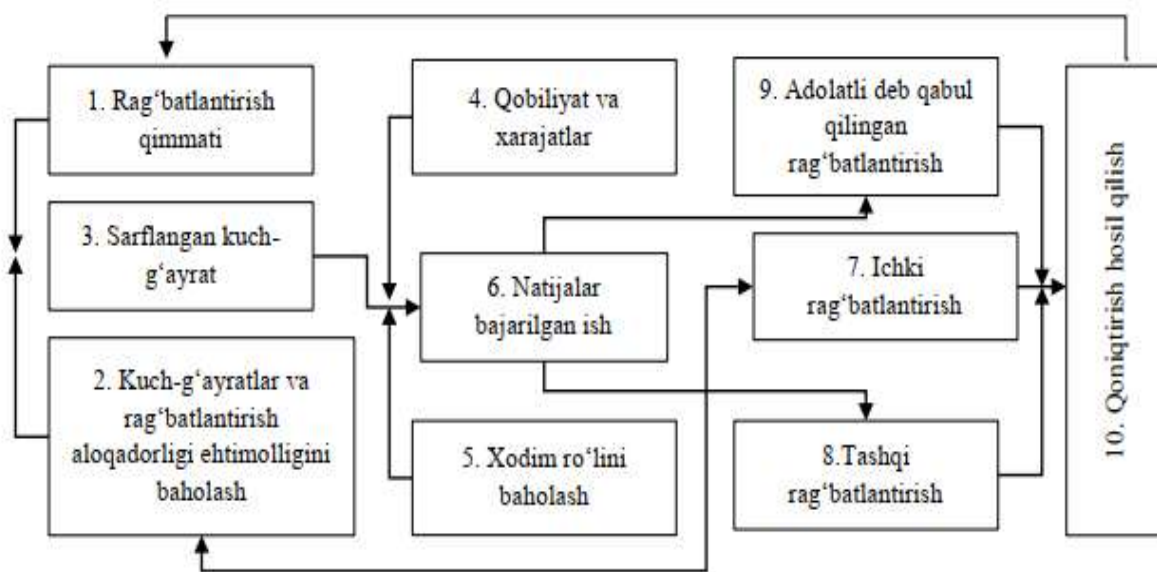 1. Rag‘batlantirish
qimmati
3. Sarflangan kuch-
g‘ayrat
2. Kuch-g‘ayratlar va
rag‘batlantirish
aloqadorligi ehtimolligini
baholash
4. Qobiliyat va
xarajatlar
6. Natijalar
bajarilgan ish
5. Xodim ro‘lini
baholash
9. Adolatli deb qabul
qilingan
rag‘batlantirish
7. Ichki
rag‘batlantirish
8.Tashqi
rag‘batlantirish
10. Qoniqtirish hosil qilish